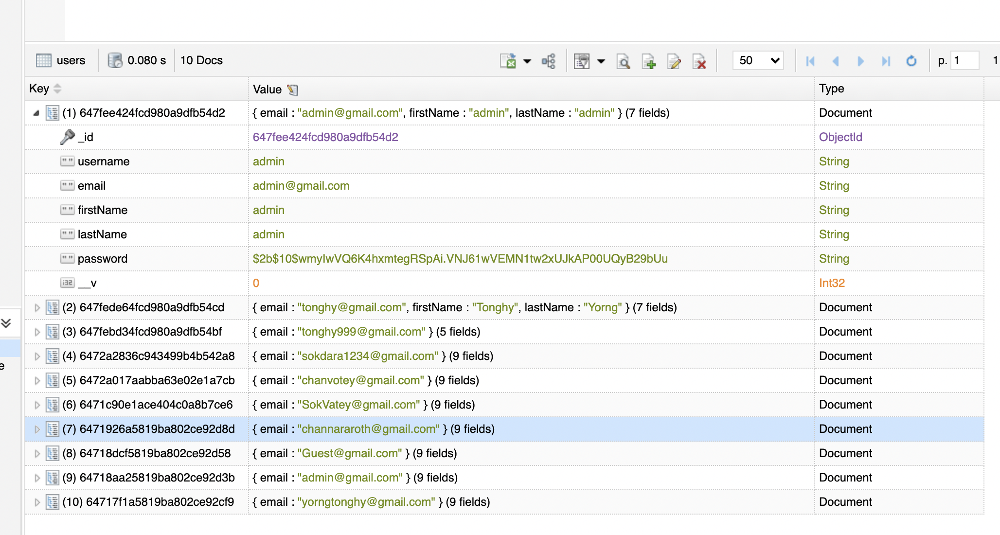 users 0.080 s 10 Docs 50 p. 1 1
Key Value Type
(1) 647fee424fcd980a9dfb54d2 { email : "admin@gmail.com", firstName : "admin", lastName : "admin" } (7 fields) Document
_id 647fee424fcd980a9dfb54d2 ObjectId
"" username admin String
"" email admin@gmail.com String
"" firstName admin String
"" lastName admin String
"" password $2b$10$wmylwVQ6K4hxmtegRSpAi.VNJ61wVEMN1tw2xUJkAP00UQyB29bUu String
i32 __v 0 Int32
(2) 647fede64fcd980a9dfb54cd { email : "tonghy@gmail.com", firstName : "Tonghy", lastName : "Yorng" } (7 fields) Document
(3) 647febd34fcd980a9dfb54bf { email : "tonghy999@gmail.com" } (5 fields) Document
(4) 6472a2836c943499b4b542a8 { email : "sokdara1234@gmail.com" } (9 fields) Document
e
(5) 6472a017aabba63e02e1a7cb { email : "chanvotey@gmail.com" } (9 fields) Document
(6) 6471c90e1ace404c0a8b7ce6 { email : "SokVatey@gmail.com" } (9 fields) Document
(7) 6471926a5819ba802ce92d8d { email : "channararoth@gmail.com" } (9 fields) Document
(8) 64718dcf5819ba802ce92d58 { email : "Guest@gmail.com" } (9 fields) Document
(9) 64718aa25819ba802ce92d3b { email : "admin@gmail.com" } (9 fields) Document
(10) 64717f1a5819ba802ce92cf9 { email : "yorngtonghy@gmail.com" } (9 fields) Document